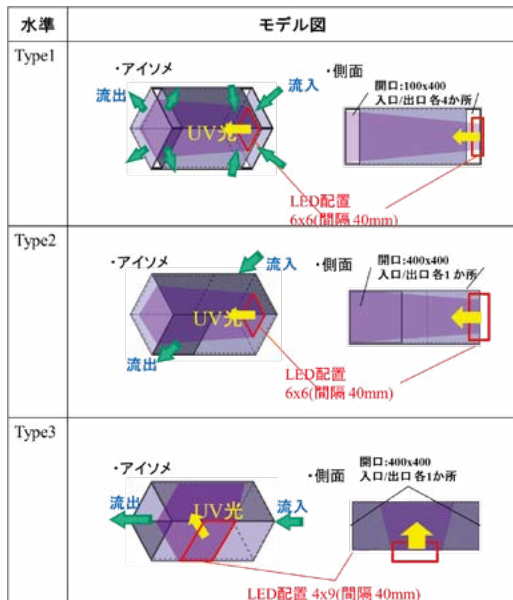 水準
モデル図
Type1
・アイソメ
・側面
流出
流入
開口:100x400
入口/出口 各4か所
UV光
LED配置
6x6(間隔 40mm)
Type2
・アイソメ
流入
・側面
開口:400x400
入口/出口 各1か所
UV光
流出
LED配置
6x6(間隔 40mm)
Type3
・アイソメ
・側面
開口:400x400
入口/出口 各1か所
流出
UV光
流入
LED配置 4x9(間隔 40mm)